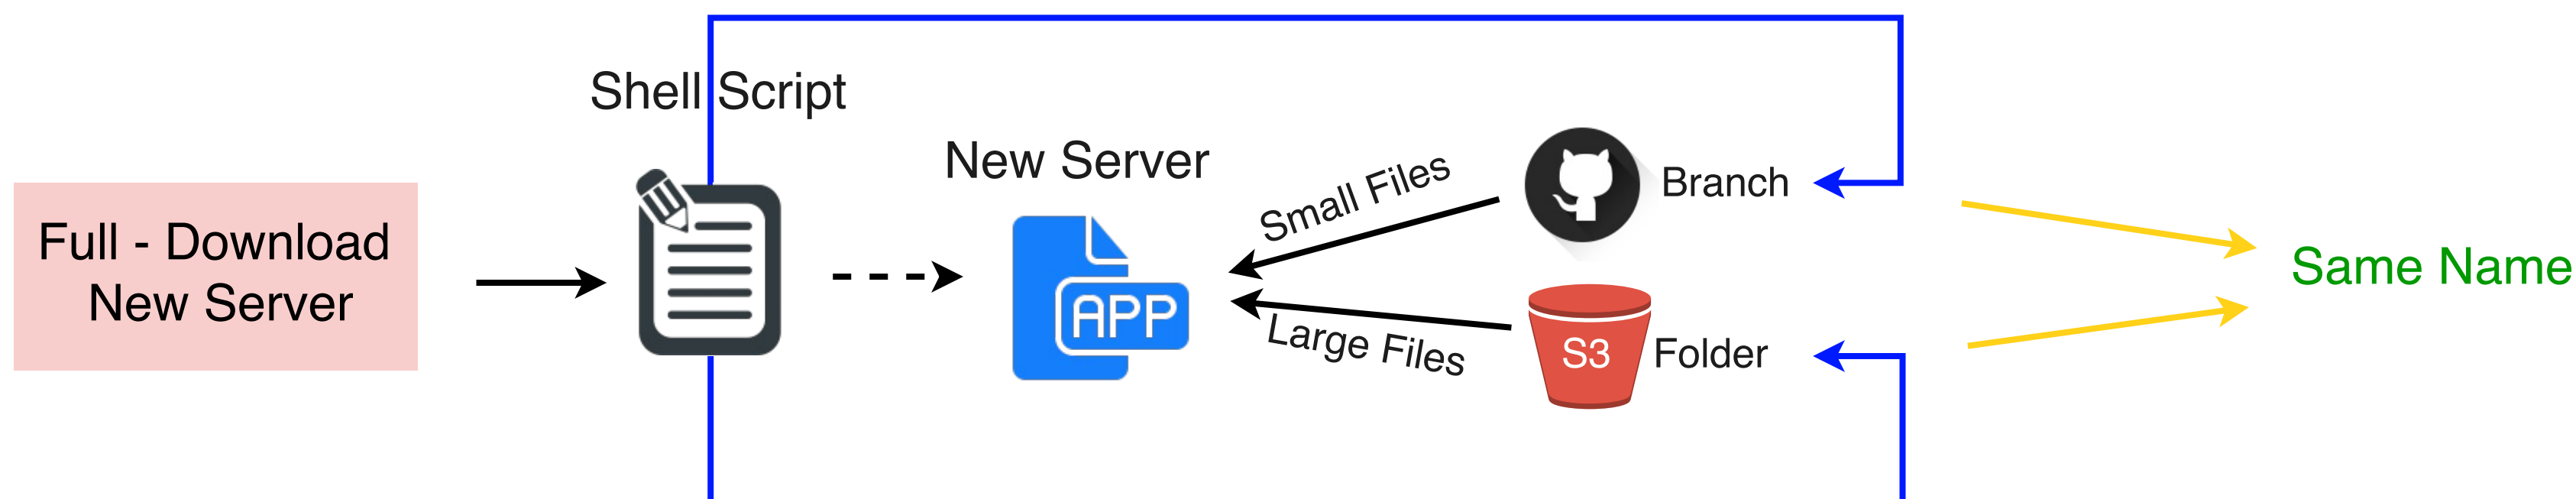 Shell Script
New Server
Full - Download
New Server
Small Files
Branch
APP
Large Files
S3
Folder
Same Name